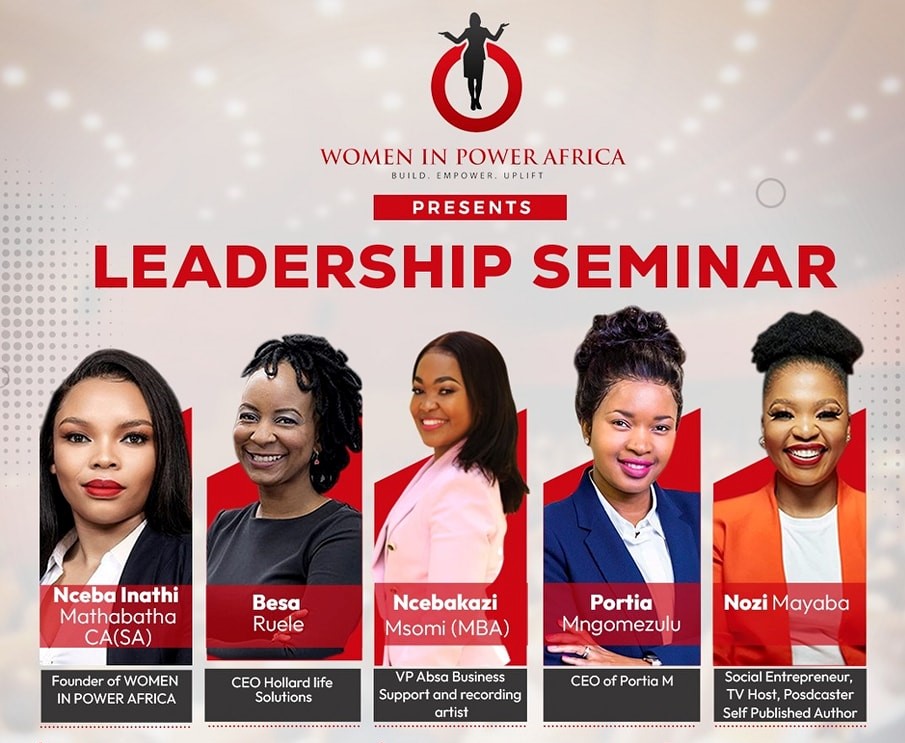 WOMEN IN POWER AFRICA
BUILD. EMPOWER. UPLIFT
PRESENTS
LEADERSHIP SEMINAR
Nceba Inathi
Mathabatha
CA(SA)
Founder of WOMEN
IN POWER AFRICA
Besa
Ruele
CEO Hollard life
Solutions
Ncebakazi
Msomi (MBA)
VP Absa Business
Support and recording
artist
Portia
Mngomezulu
CEO of Portia M
Nozi Mayaba
Social Entrepreneur,
TV Host, Posdcaster
Self Published Author